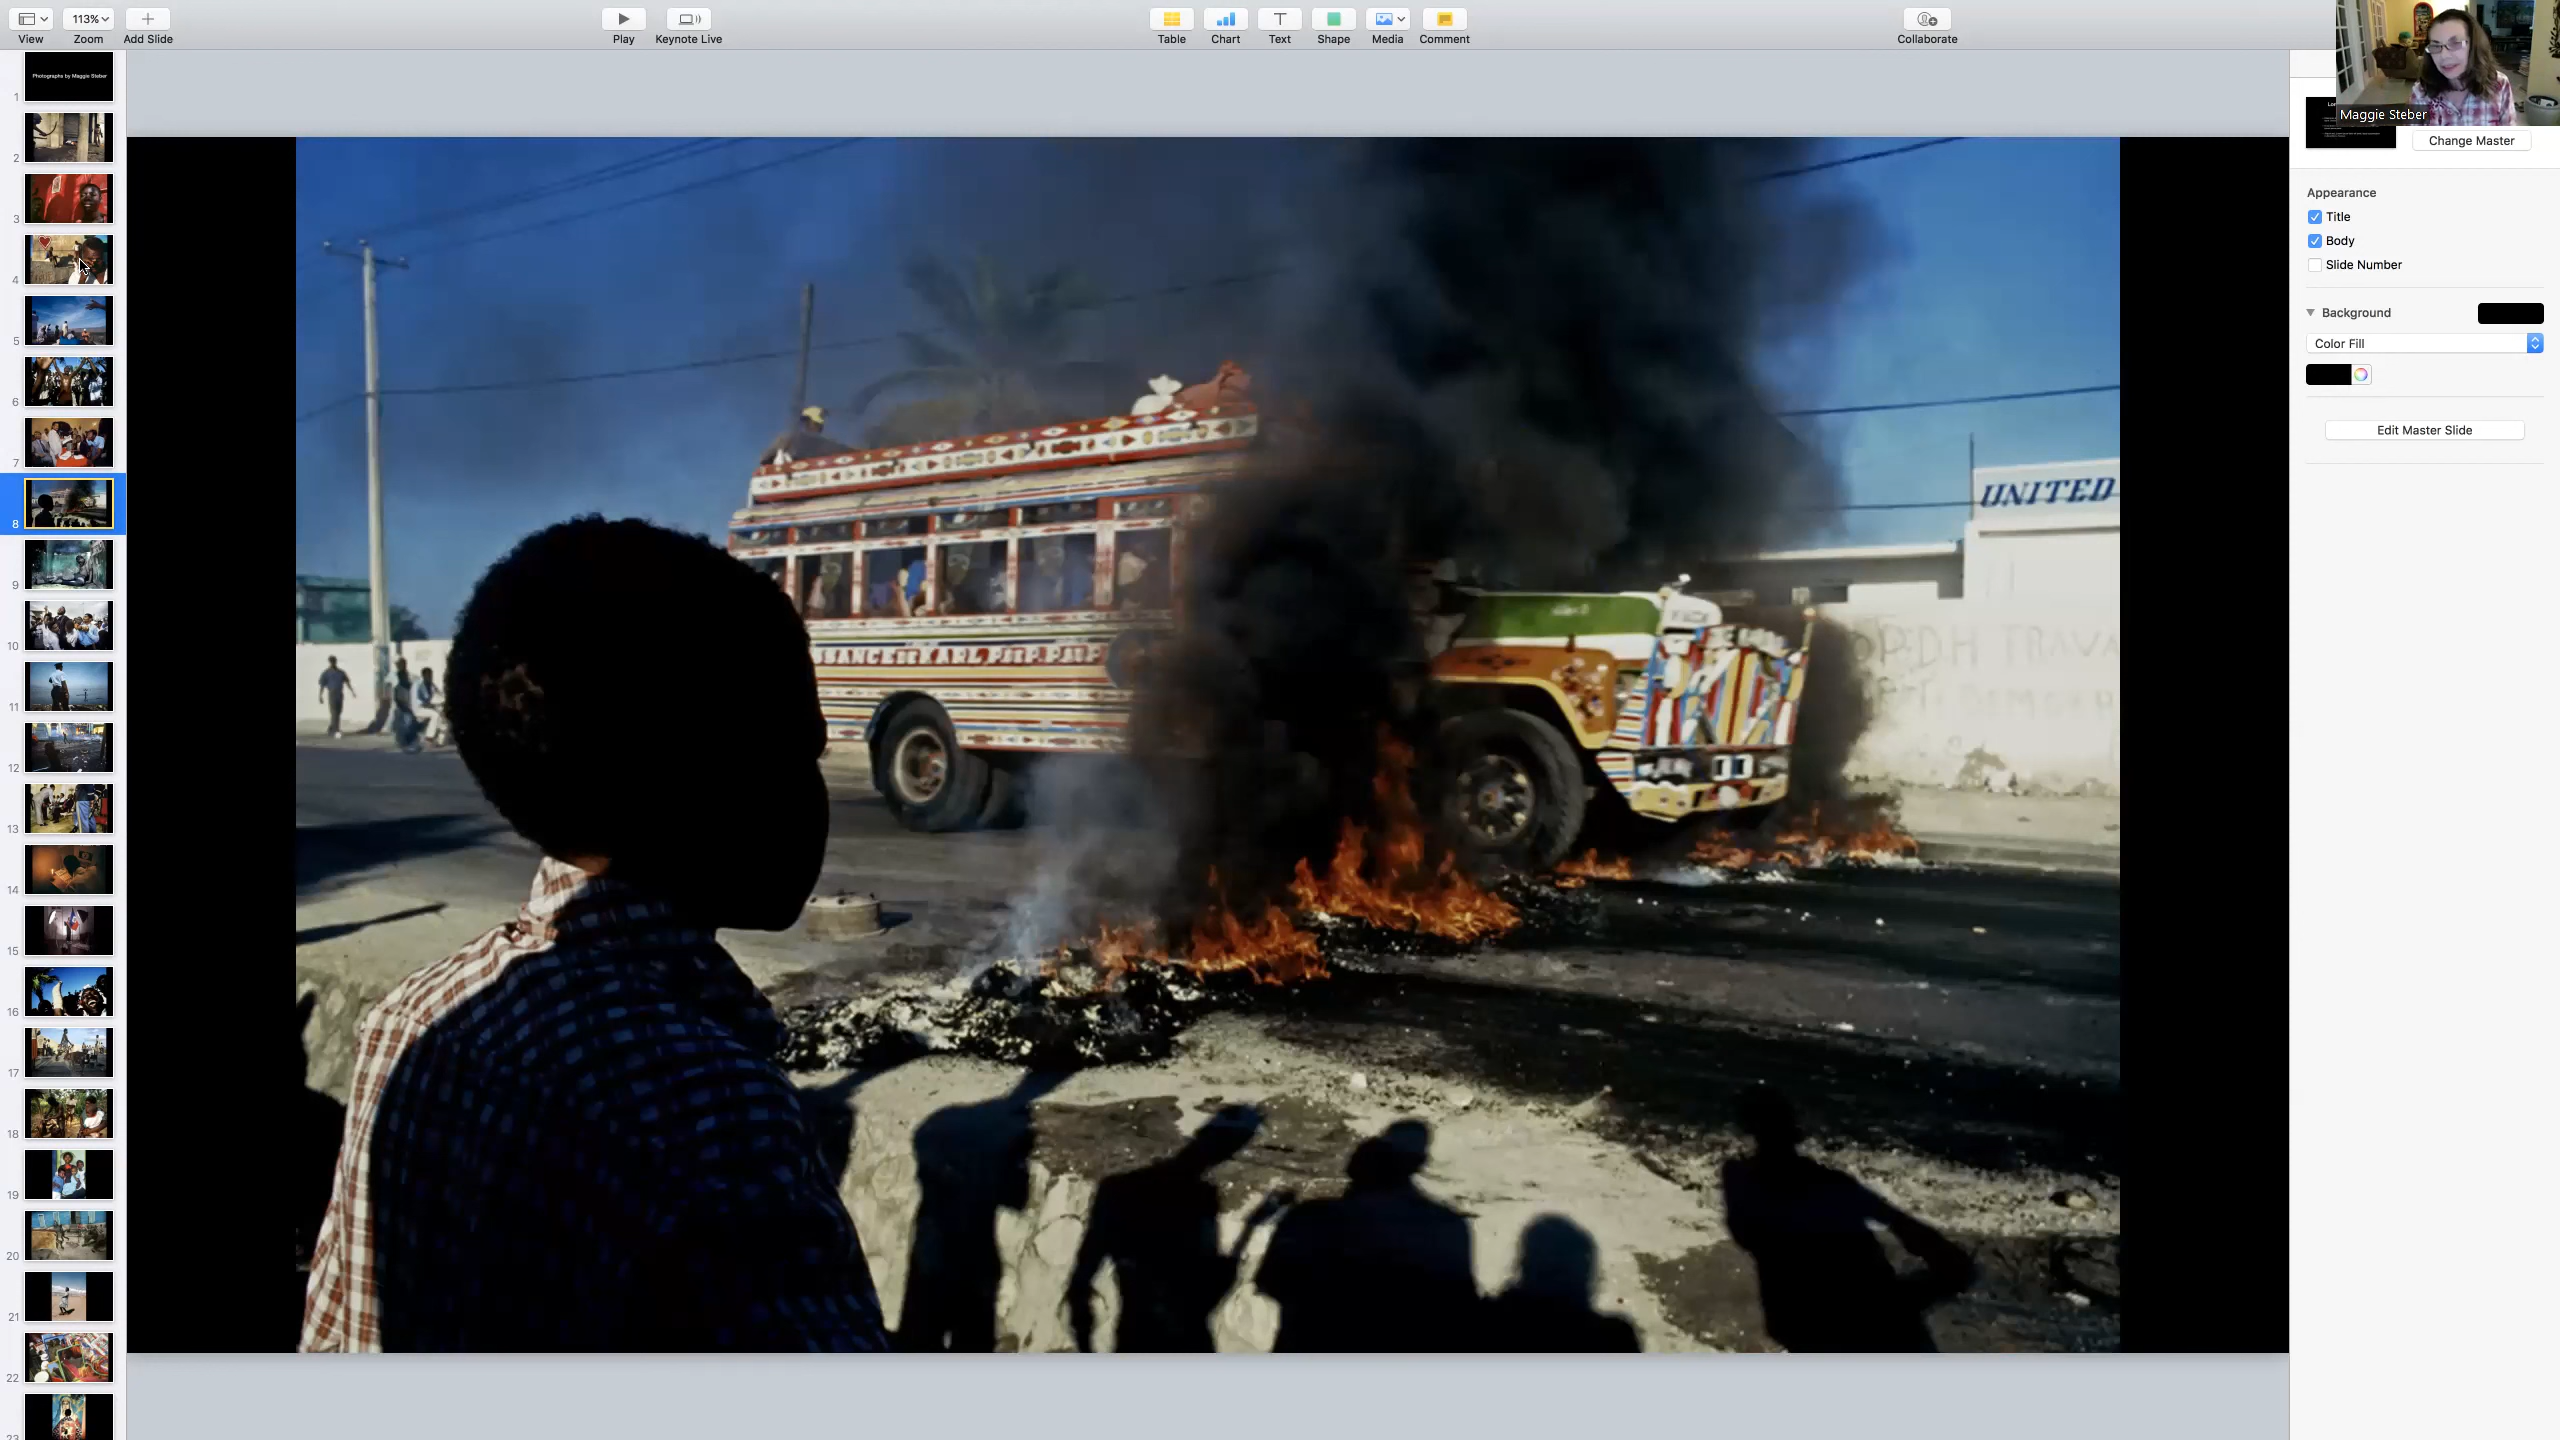 113%
View
Zoom
Add Slide
Play
Keynote Live
Table
Chart
Text
Shape
Media
Comment
Collaborate
Maggie Steber
Change Master
Appearance
Title
Body
Slide Number
Background
Color Fill
Edit Master Slide
Photographs by Maggie Steber
1
2
3
4
5
6
7
8
9
10
11
12
13
14
15
16
17
18
19
20
21
22
23
UNITED
KARL
TRAVA